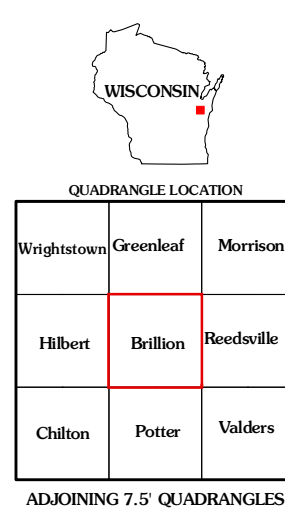 WISCONSIN
QUADRANGLE LOCATION
Wrightstown Greenleaf Morrison
Hilbert Brillion Reedsville
Chilton Potter Valders
ADJOINING 7.5' QUADRANGLES